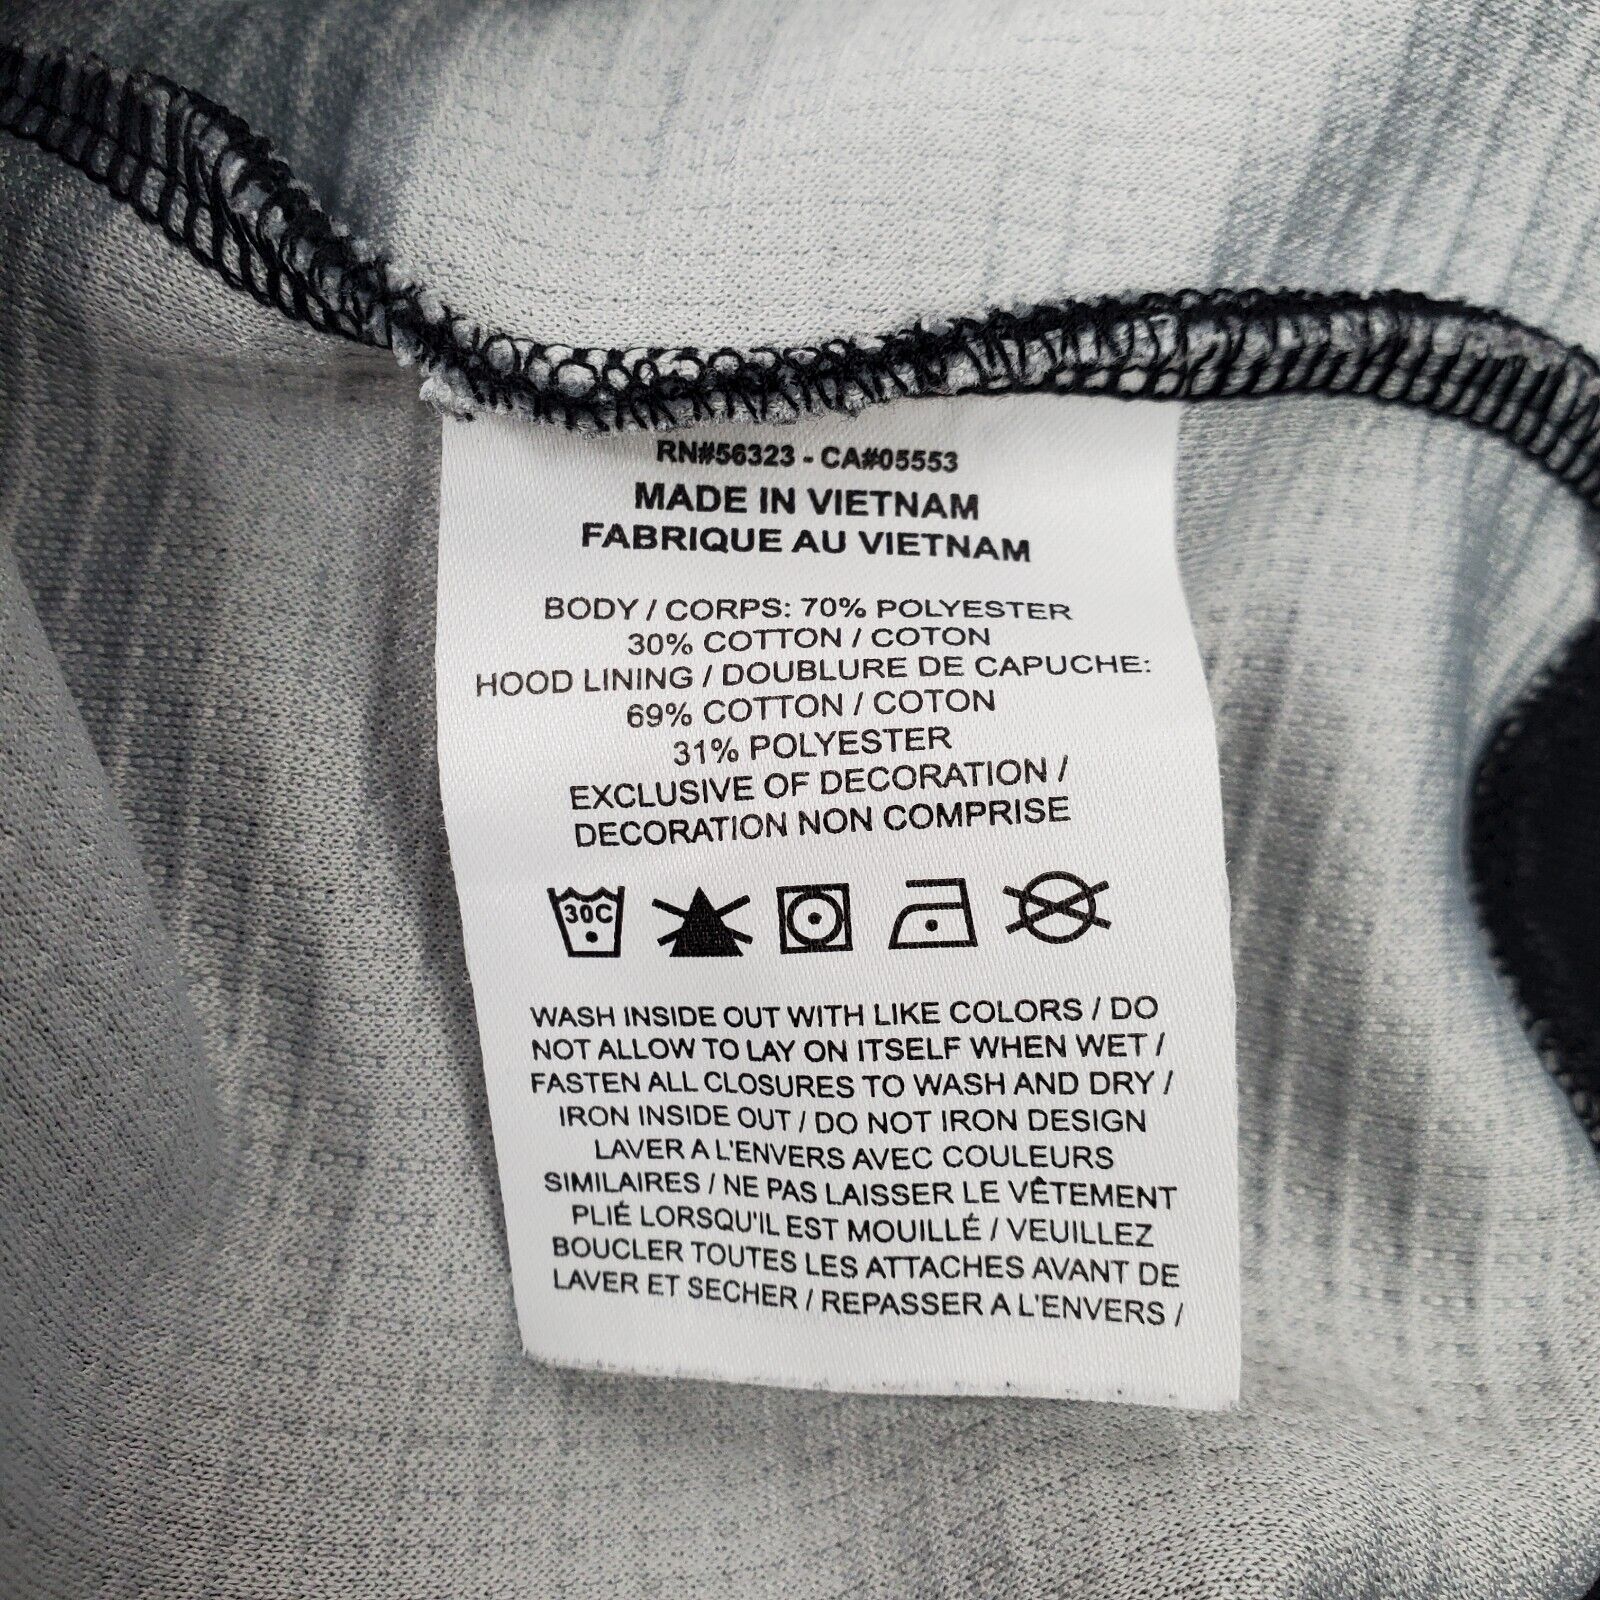 RN#56323 - CA#05553
MADE IN VIETNAM
FABRIQUE AU VIETNAM
BODY / CORPS: 70% POLYESTER
30% COTTON / COTON
HOOD LINING / DOUBLURE DE CAPUCHE:
69% COTTON / COTON
31% POLYESTER
EXCLUSIVE OF DECORATION /
DECORATION NON COMPRISE
30C
WASH INSIDE OUT WITH LIKE COLORS / DO
NOT ALLOW TO LAY ON ITSELF WHEN WET /
FASTEN ALL CLOSURES TO WASH AND DRY /
IRON INSIDE OUT / DO NOT IRON DESIGN
LAVER A L'ENVERS AVEC COULEURS
SIMILAIRES / NE PAS LAISSER LE VÊTEMENT
PLIÉ LORSQU'IL EST MOUILLÉ / VEUILLEZ
BOUCLER TOUTES LES ATTACHES AVANT DE
LAVER ET SECHER / REPASSER A L'ENVERS /